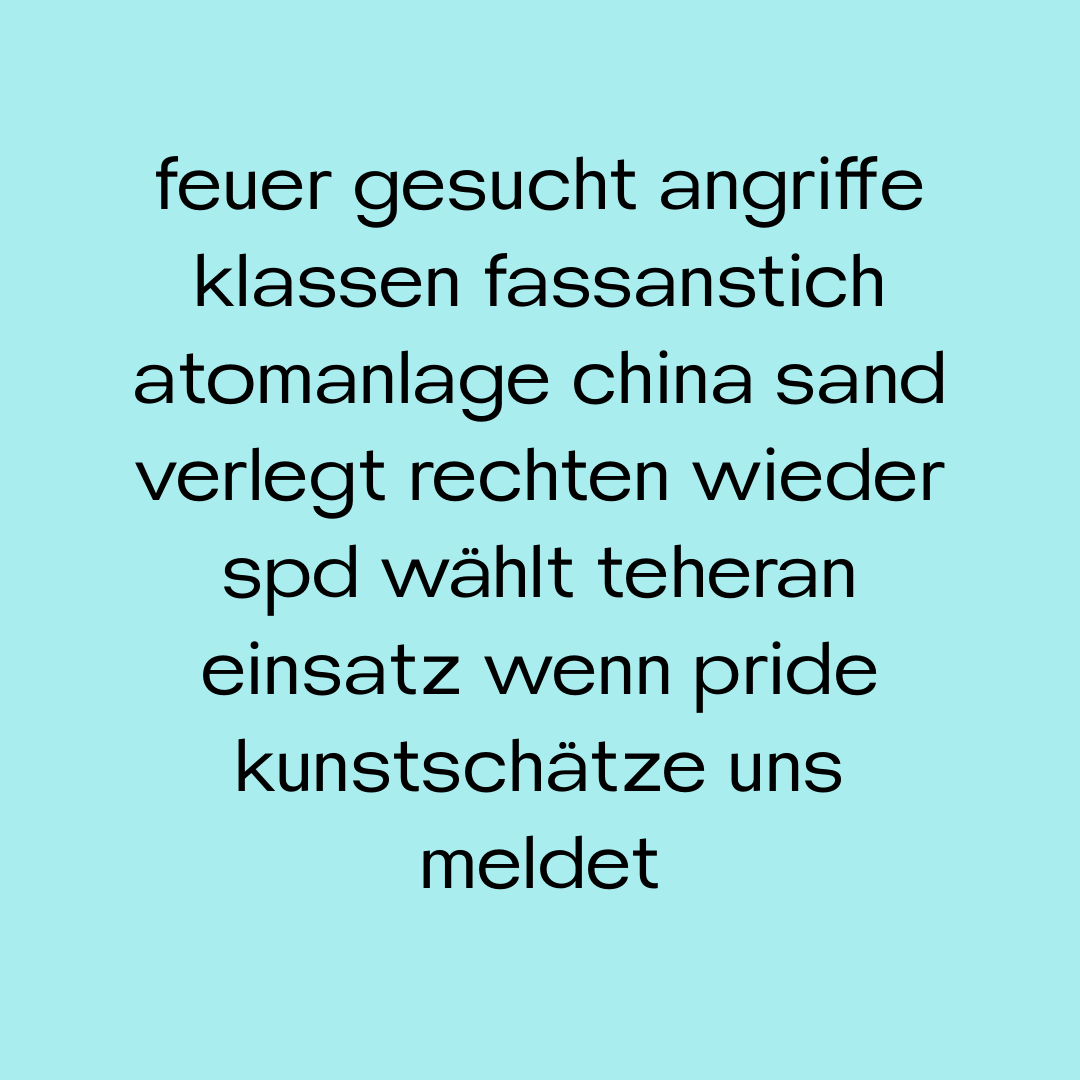 feuer gesucht angriffe
klassen fassanstich
atomanlage china sand
verlegt rechten wieder
spd wählt teheran
einsatz wenn pride
kunstschätze uns
meldet